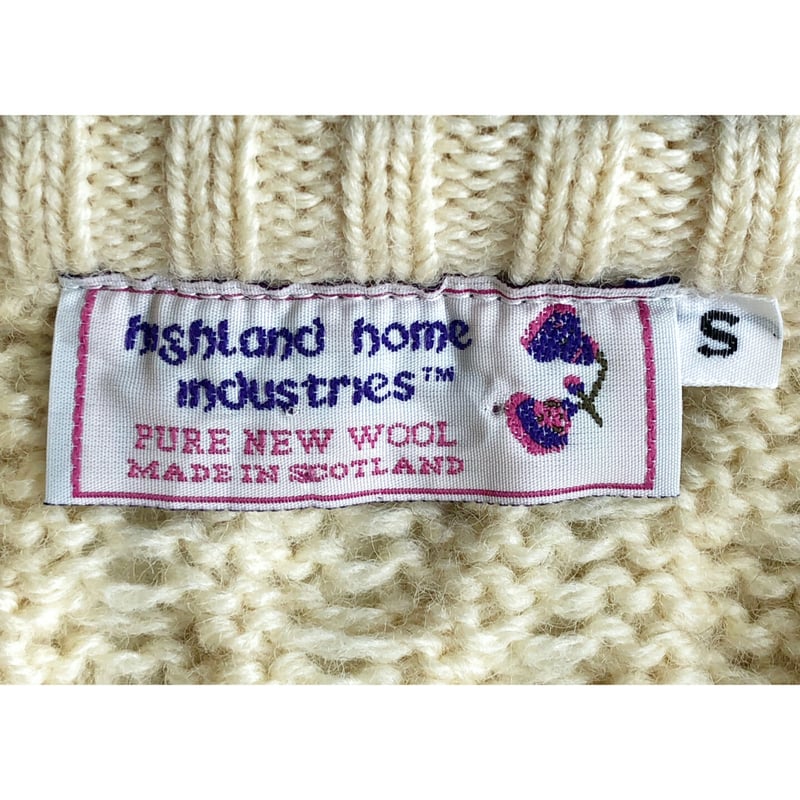 highland home
industries™
PURE NEW WOOL
MADE IN SCOTLAND
S